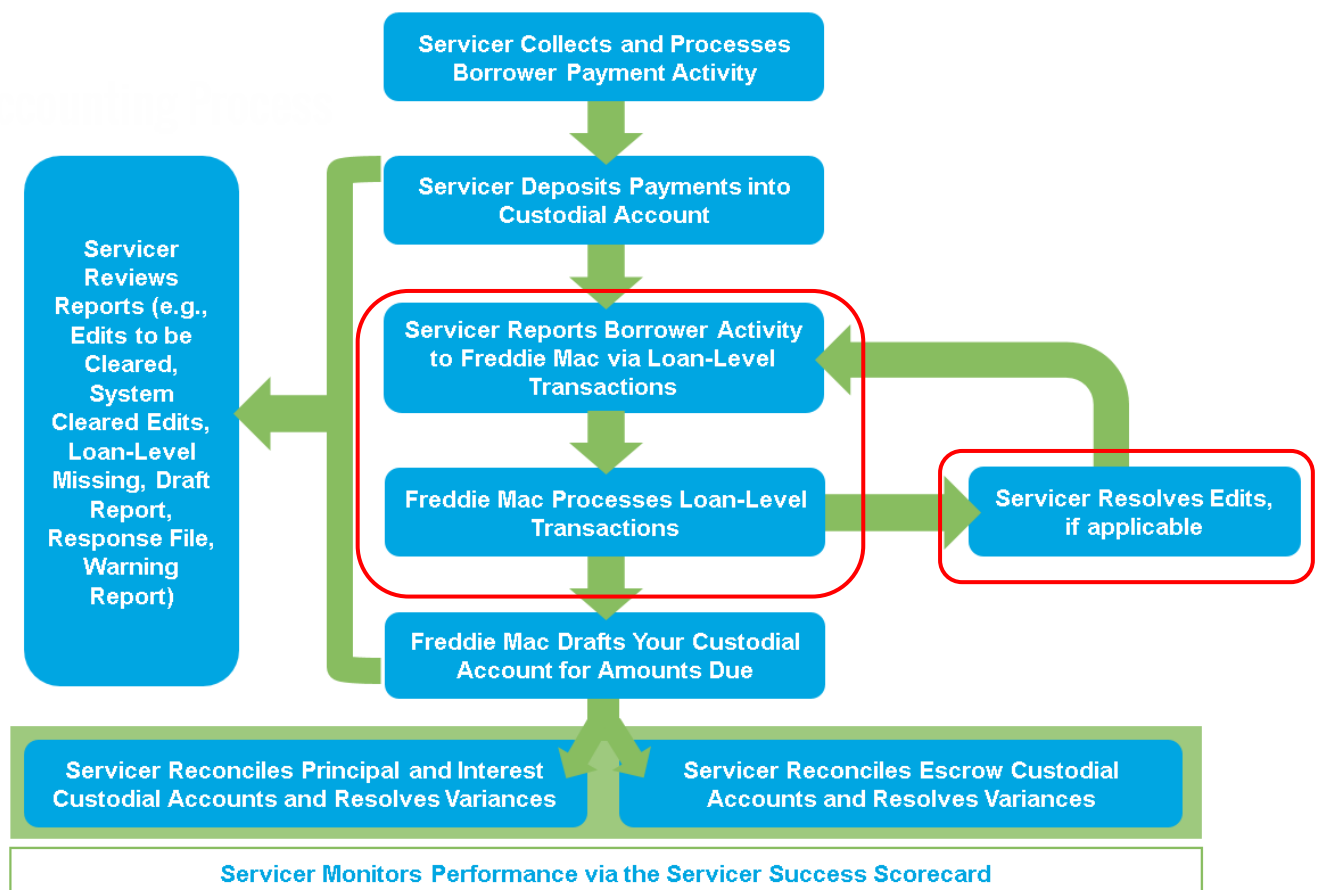 Servicer Collects and Processes
Borrower Payment Activity
Servicer Deposits Payments into
Custodial Account
Servicer
Reviews
Reports (e.g.,
Edits to be
Cleared,
System
Cleared Edits,
Loan-Level
Missing, Draft
Report,
Response File,
Warning
Report)
Servicer Reports Borrower Activity
to Freddie Mac via Loan-Level
Transactions
Freddie Mac Processes Loan-Level
Transactions
Servicer Resolves Edits,
if applicable
Freddie Mac Drafts Your Custodial
Account for Amounts Due
Servicer Reconciles Principal and Interest
Custodial Accounts and Resolves Variances
Servicer Reconciles Escrow Custodial
Accounts and Resolves Variances
Servicer Monitors Performance via the Servicer Success Scorecard